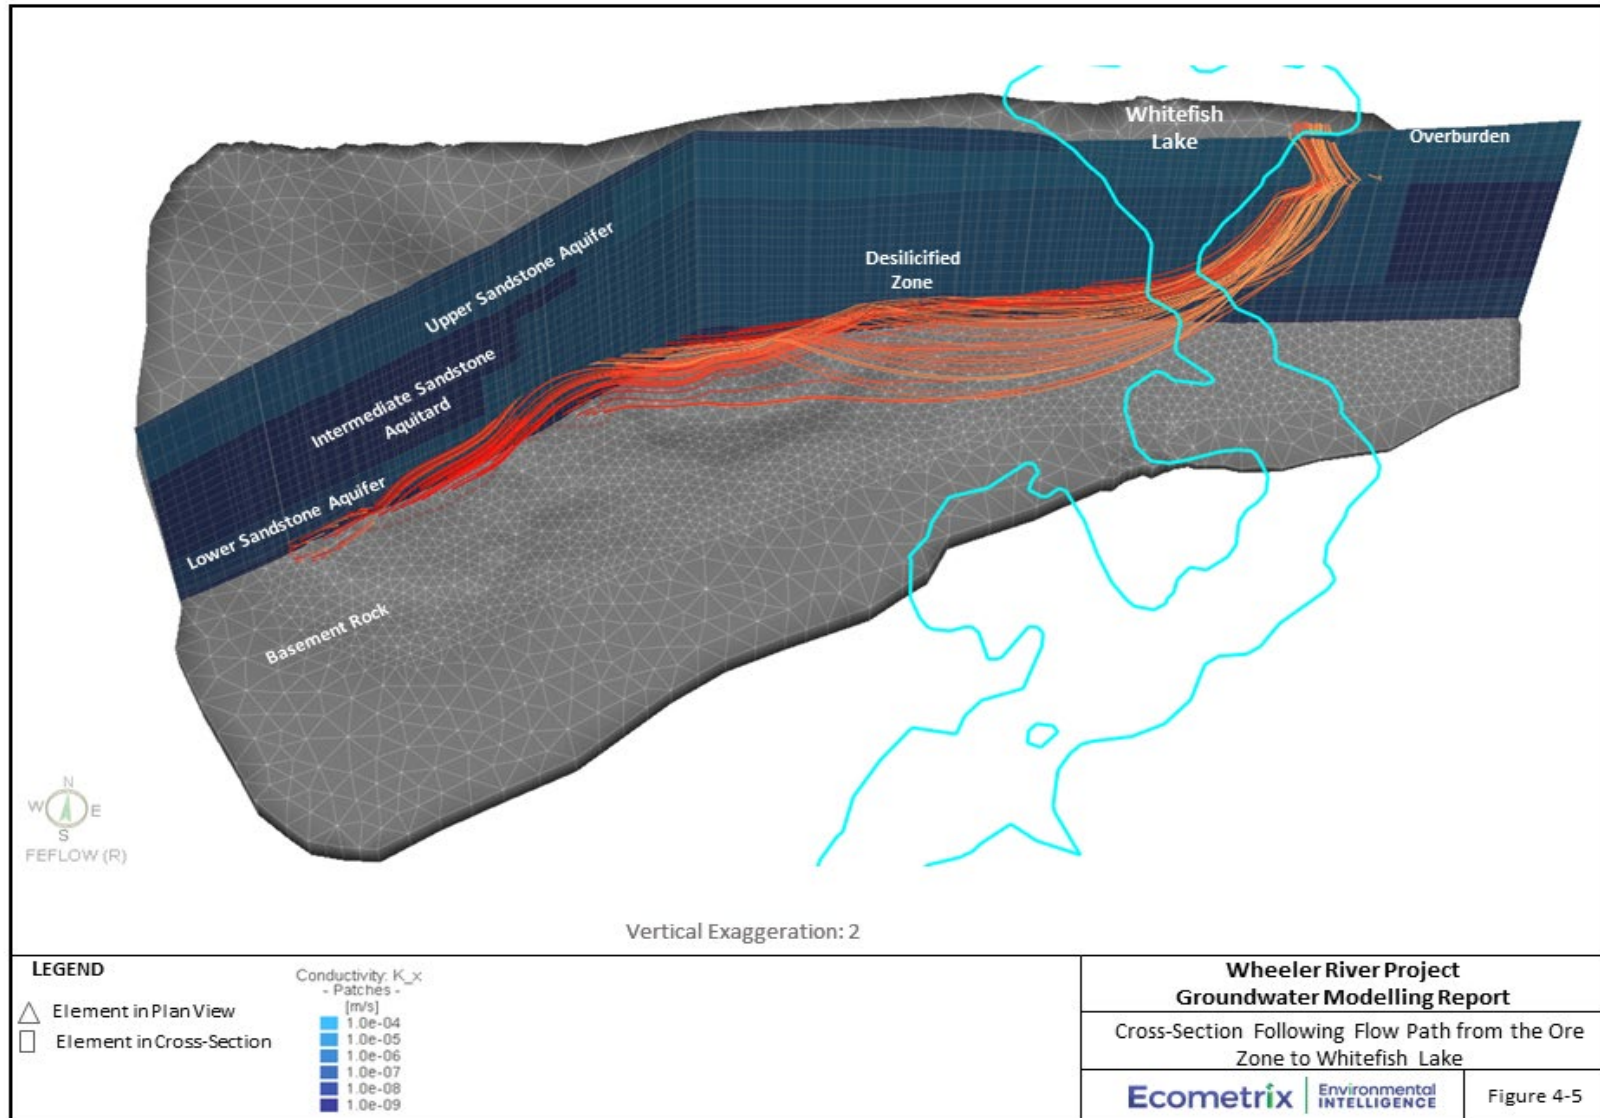 Whitefish
Lake
Overburden
Upper Sandstone Aquifer
Desilicified
Zone
Intermediate Sandstone
Aquitard
Lower Sandstone Aquifer
Basement Rock
N
W E
S
FEFLOW (R)
Vertical Exaggeration: 2
LEGEND
Element in Plan View
Element in Cross-Section
Conductivity: K_x
- Patches -
[m/s]
1.0e-04
1.0e-05
1.0e-06
1.0e-07
1.0e-08
1.0e-09
Wheeler River Project
Groundwater Modelling Report
Cross-Section Following Flow Path from the Ore
Zone to Whitefish Lake
Ecometrix Environmental
INTELLIGENCE
Figure 4-5